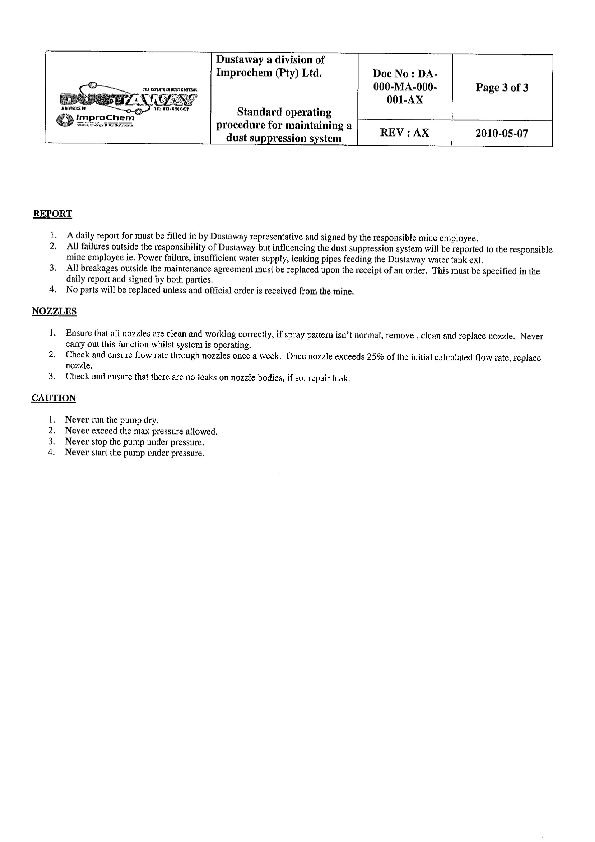 Dustaway a division of
Improchem (Pty) Ltd.
Standard operating
procedure for maintaining a
dust suppression system
Doc No : DA-
000-MA-000-
001-AX
Page 3 of 3
REV : AX
2010-05-07
DUSTAWAY
ImproChem
REPORT
1. A daily report for must be filled in by Dustaway representative and signed by the responsible mine employee.
2. All failures outside the responsibility of Dustaway but influencing the dust suppression system will be reported to the responsible
mine employee ie. Power failure, insufficient water supply, leaking pipes feeding the Dustaway water tank ext.
3. All breakages outside the maintenance agreement must be replaced upon the receipt of an order. This must be specified in the
daily report and signed by both parties.
4. No parts will be replaced unless and official order is received from the mine.
NOZZLES
1. Ensure that all nozzles are clean and working correctly, if spray pattern isn't normal, remove , clean and replace nozzle. Never
carry out this function whilst system is operating.
2. Check and ensure flow rate through nozzles once a week. Once nozzle exceeds 25% of the initial calculated flow rate, replace
nozzle.
3. Check and ensure that there are no leaks on nozzle bodies, if so, repair leak.
CAUTION
1. Never run the pump dry.
2. Never exceed the max pressure allowed.
3. Never stop the pump under pressure.
4. Never start the pump under pressure.